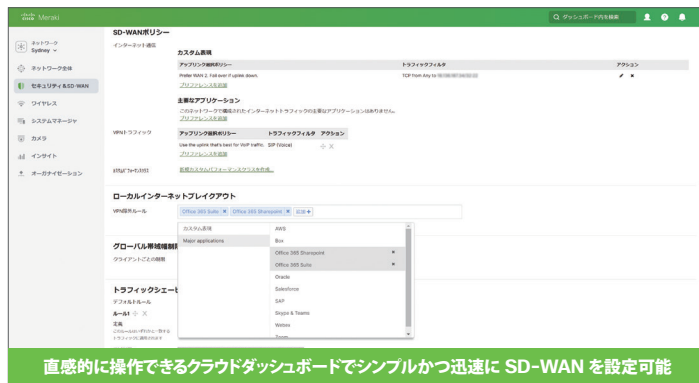 cisco Meraki
ダッシュボード内を検索
ネットワーク
Sydney
ネットワーク全体
セキュリティ&SD-WAN
ワイヤレス
システムマネージャ
カメラ
インサイト
オーガナイゼーション
SD-WANポリシー
インターネット通信
カスタム表現
アップリンク選択ポリシー トラフィックフィルタ アクション
Prefer WAN 2. Fail over if uplink down. TCP from Any to
プリファレンスを追加
主要なアプリケーション
このネットワークで構成されたインターネットトラフィックの主要なアプリケーションはありません。
プリファレンスを追加
VPNトラフィック
アップリンク選択ポリシー トラフィックフィルタ アクション
Use the uplink that's best for VoIP traffic. SIP (Voice)
プリファレンスを追加
新規カスタムパフォーマンスクラスを作成...
ローカルインターネットブレイクアウト
VPN除外ルール
Office 365 Suite × Office 365 Sharepoint × 追加 +
カスタム表現
Major applications
AWS
Box
Office 365 Sharepoint ×
Office 365 Suite ×
Oracle
Salesforce
SAP
Skype & Teams
Webex
Zoom
グローバル帯域幅制
クライアントごとの制限
トラフィックシェー
デフォルトルール
ルール1
定義
直感的に操作できるクラウドダッシュボードでシンプルかつ迅速に SD-WAN を設定可能